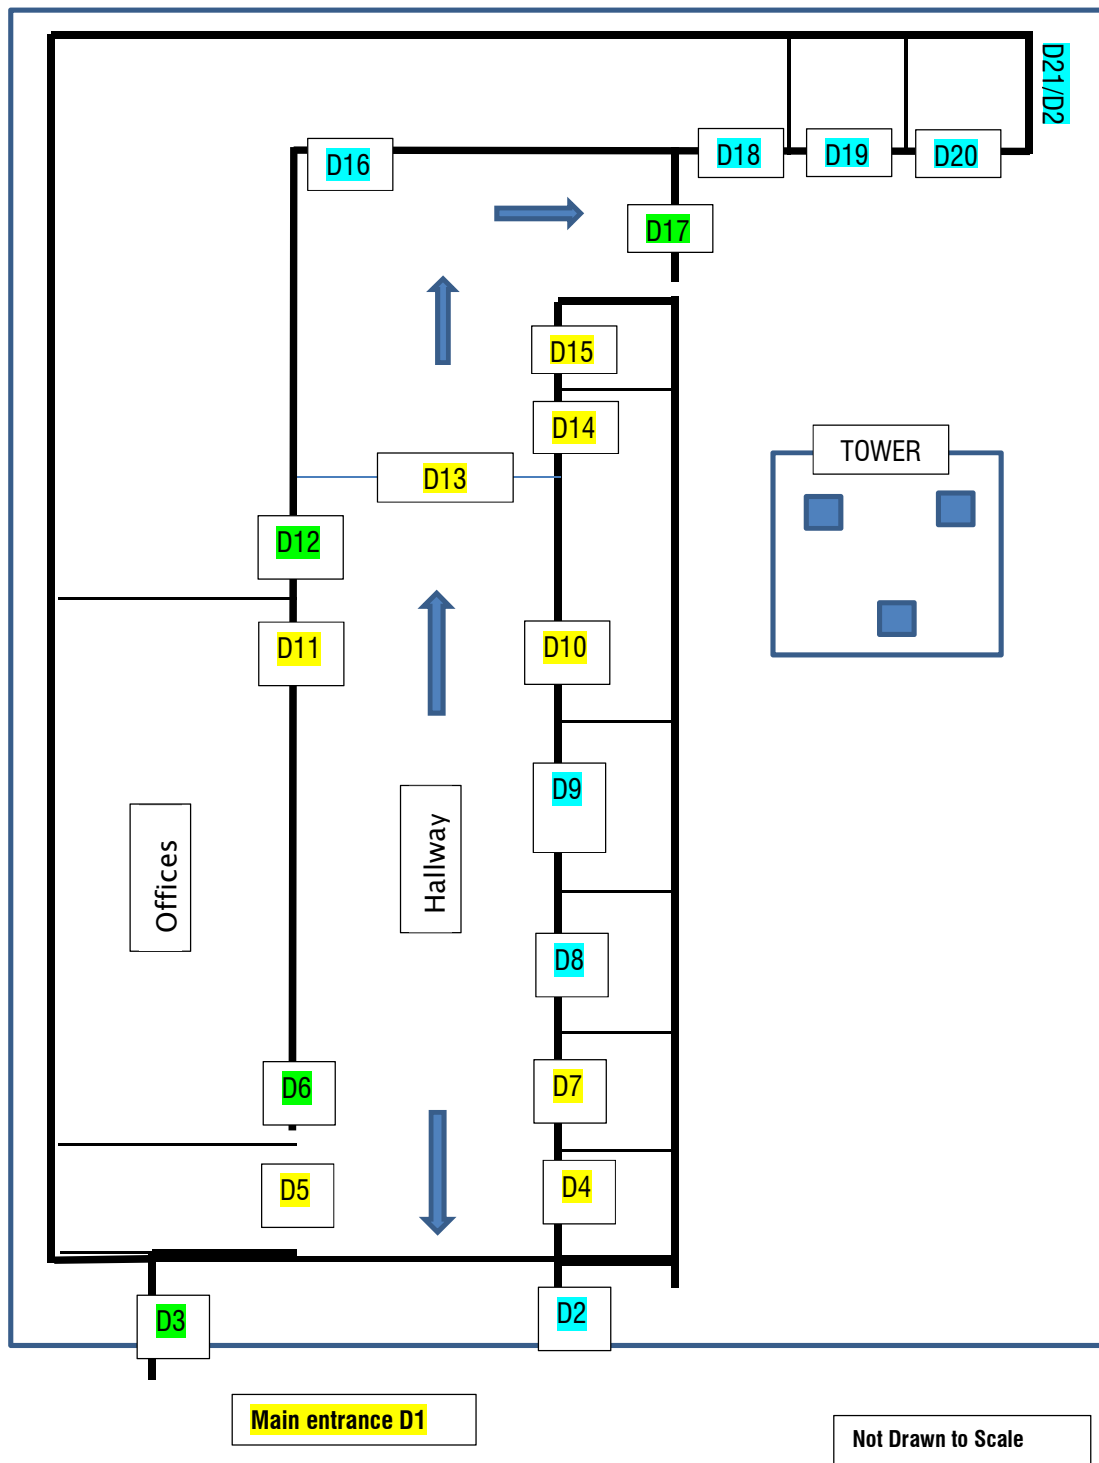 D21/D2
D16
D18
D19
D20
D17
D15
D14
TOWER
D13
D12
D11
D10
D9
Offices
Hallway
D8
D6
D7
D5
D4
D3
D2
Main entrance D1
Not Drawn to Scale